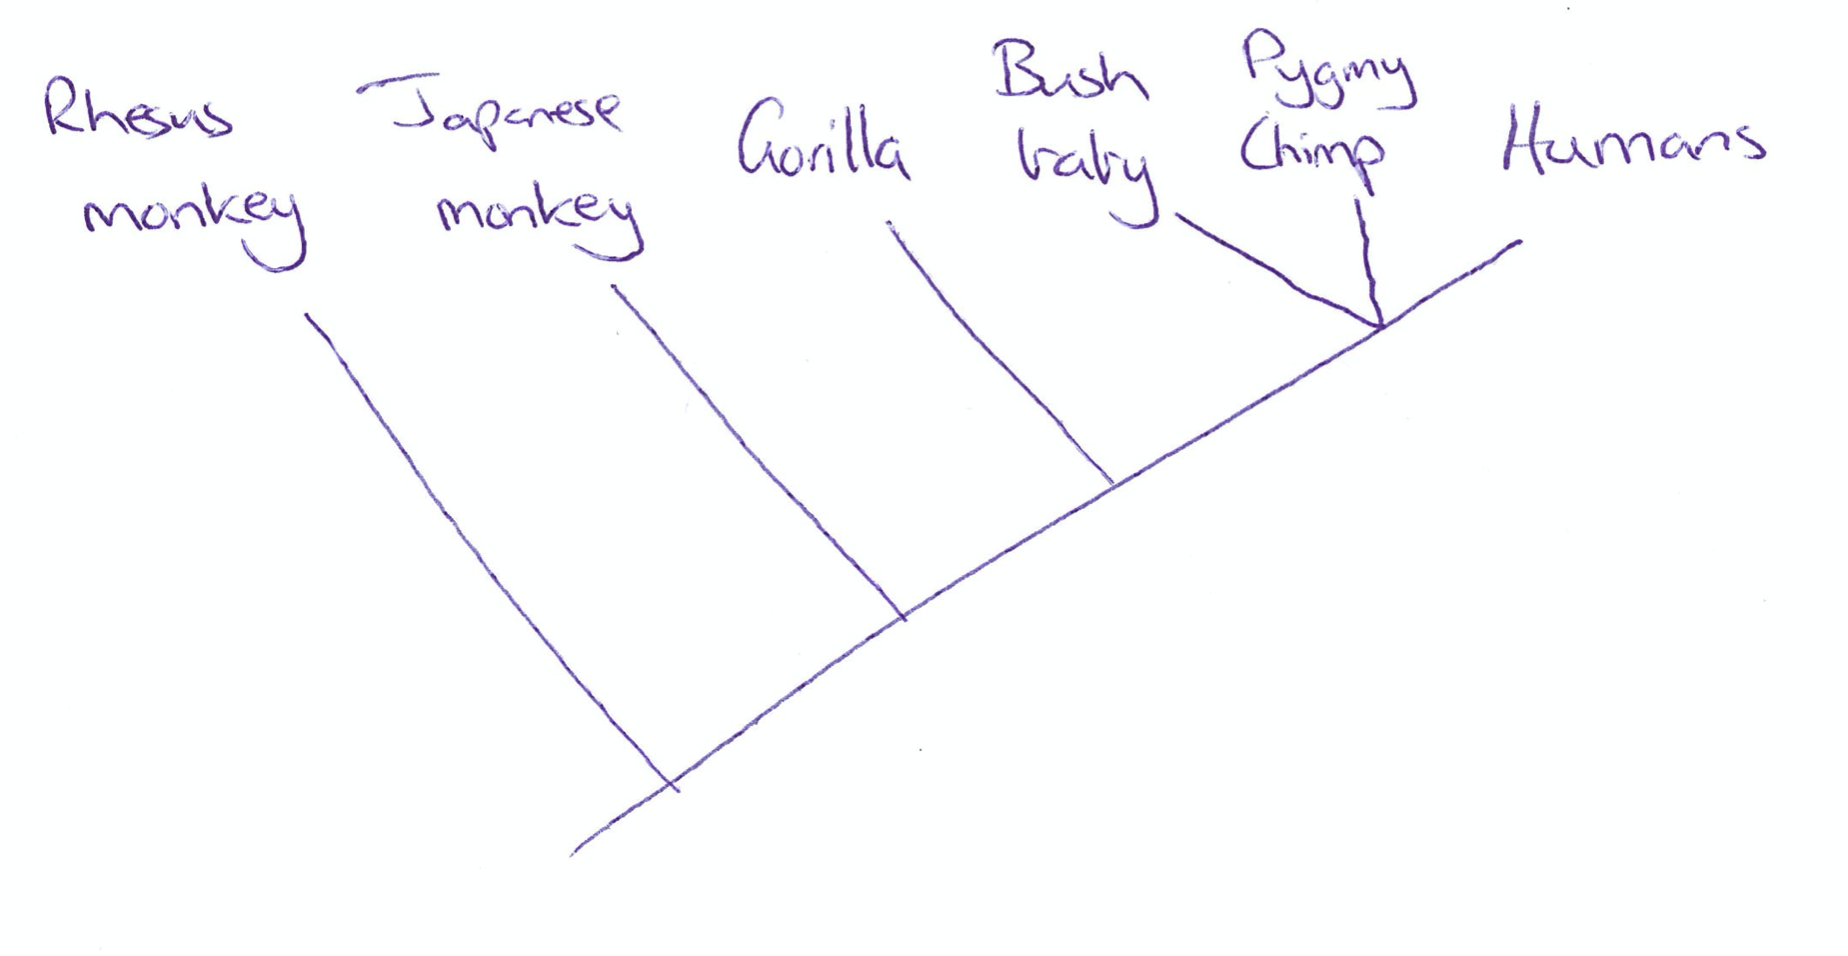 Rhesus
monkey
Japanese
monkey
Gorilla
Bush
baby
Pygmy
Chimp
Humans